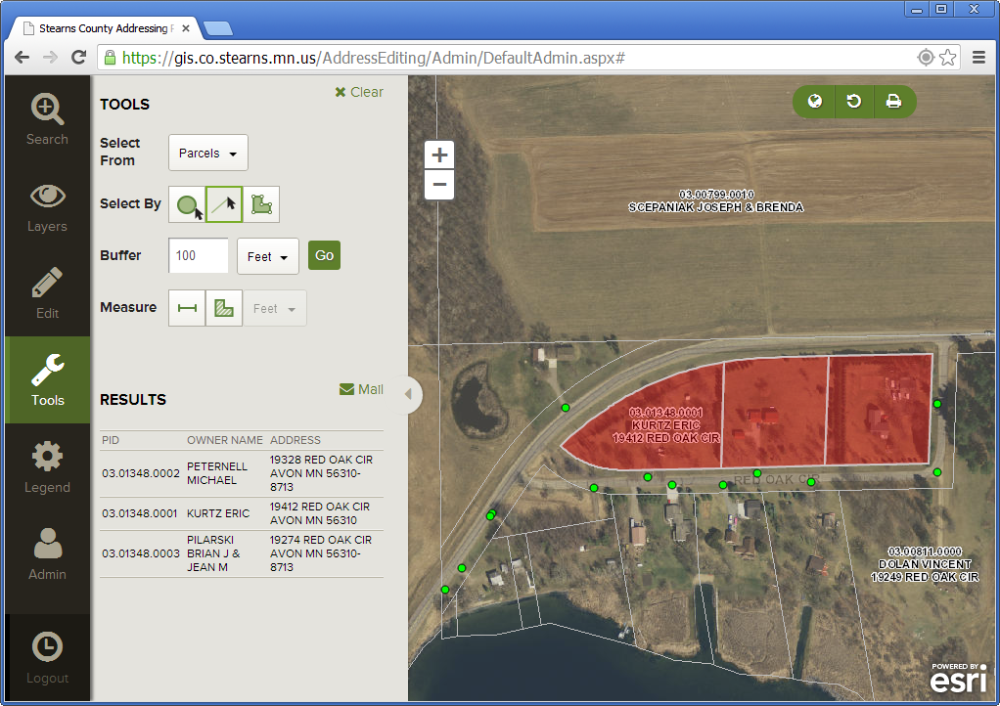 Stearns County Addressing
https://gis.co.stearns.mn.us/AddressEditing/Admin/DefaultAdmin.aspx#
Search
Layers
Edit
Tools
Legend
Admin
Logout
TOOLS
Clear
Select
From
Parcels
Select By
Buffer
100
Feet
Go
Measure
Feet
RESULTS
Mail
PID OWNER NAME ADDRESS
03.01348.0002 PETERNELL MICHAEL 19328 RED OAK CIR AVON MN 56310-8713
03.01348.0001 KURTZ ERIC 19412 RED OAK CIR AVON MN 56310
03.01348.0003 PILARSKI BRIAN J & JEAN M 19274 RED OAK CIR AVON MN 56310-8713
+
−
03.00799.0010
SCEPANIAK JOSEPH & BRENDA
03.01348.0001
KURTZ ERIC
19412 RED OAK CIR
RED OAK CIR
03.00811.0000
DOLAN VINCENT
19249 RED OAK CIR
POWERED BY
esri